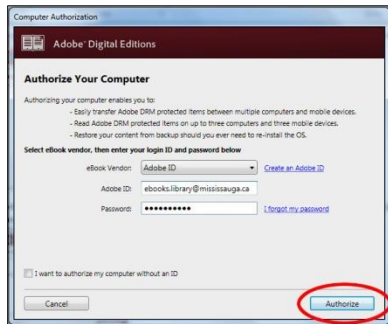 Computer Authorization
Adobe® Digital Editions
Authorize Your Computer
Authorizing your computer enables you to:
- Easily transfer Adobe DRM protected items between multiple computers and mobile devices.
- Read Adobe DRM protected items on up to three computers and three mobile devices.
- Restore your content from backup should you ever need to re-install the OS.
Select eBook vendor, then enter your login ID and password below
eBook Vendor: Adobe ID Create an Adobe ID
Adobe ID: ebooks.library@mississauga.ca
Password: •••••••••• I forgot my password
I want to authorize my computer without an ID
Cancel Authorize